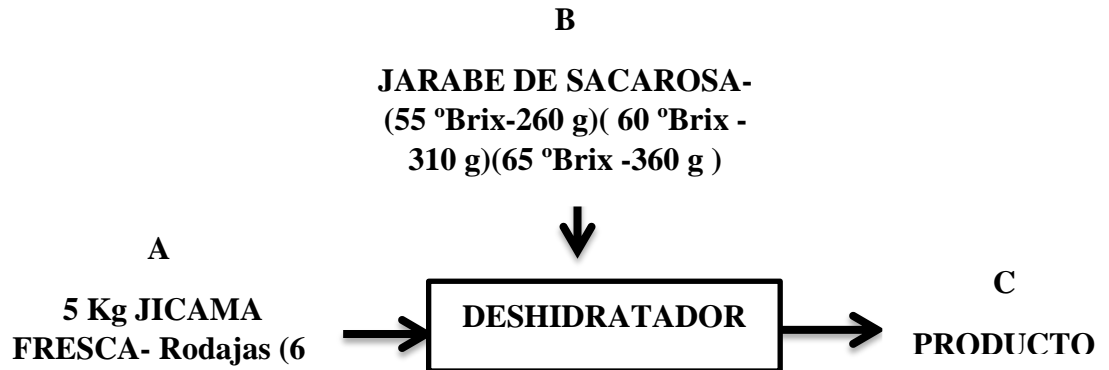 B
JARABE DE SACAROSA-
(55 ºBrix-260 g)( 60 ºBrix -
310 g)(65 ºBrix -360 g )
A
5 Kg JICAMA
FRESCA- Rodajas (6
DESHIDRATADOR
C
PRODUCTO